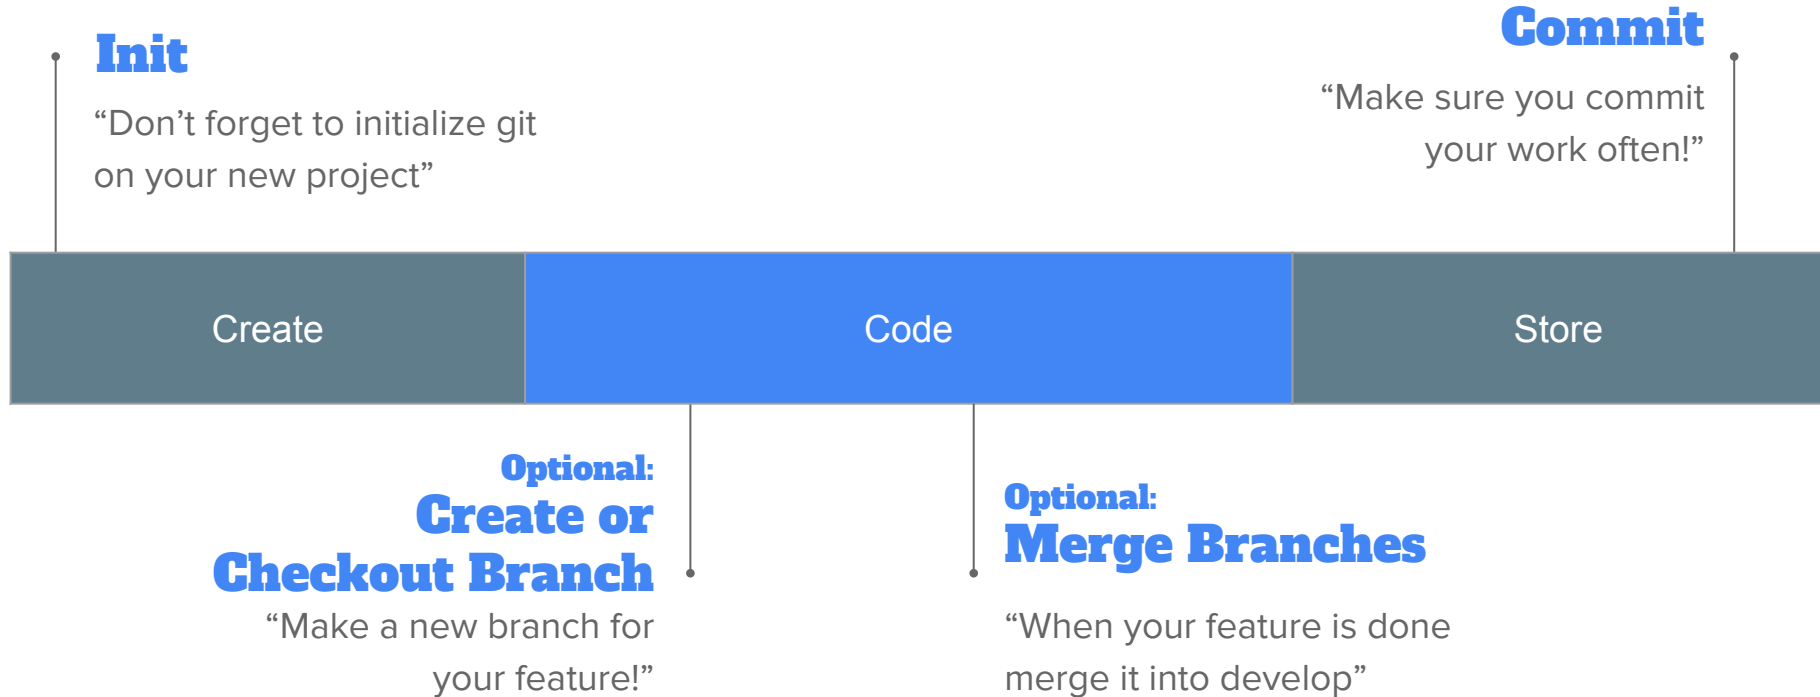 Init
“Don’t forget to initialize git
on your new project”
Commit
“Make sure you commit
your work often!”
Create
Code
Store
Optional:
Create or
Checkout Branch
“Make a new branch for
your feature!”
Optional:
Merge Branches
“When your feature is done
merge it into develop”